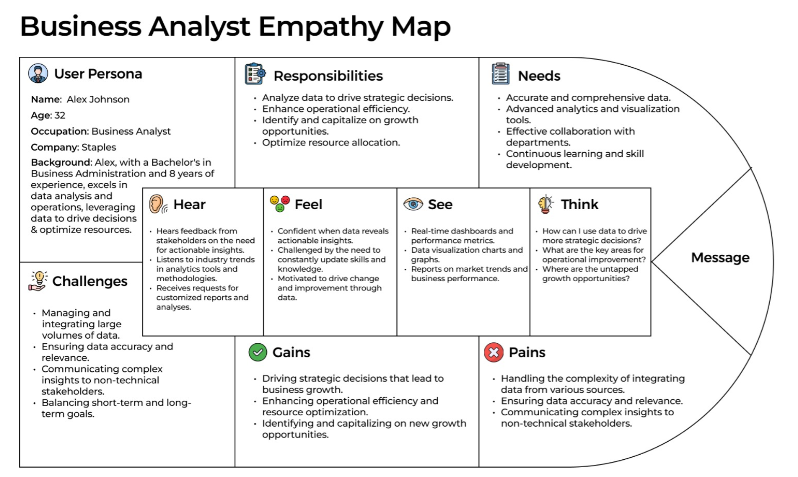 Business Analyst Empathy Map
User Persona
Name: Alex Johnson
Age: 32
Occupation: Business Analyst
Company: Staples
Background: Alex, with a Bachelor's in
Business Administration and 8 years of
experience, excels in
data analysis and
operations, leveraging
data to drive decisions
& optimize resources.
Responsibilities
· Analyze data to drive strategic decisions.
· Enhance operational efficiency.
· Identify and capitalize on growth
opportunities.
· Optimize resource allocation.
Needs
· Accurate and comprehensive data.
· Advanced analytics and visualization
tools.
· Effective collaboration with
departments.
· Continuous learning and skill
development.
Hear
· Hears feedback from
stakeholders on the need
for actionable insights.
· Listens to industry trends
in analytics tools and
methodologies.
· Receives requests for
customized reports and
analyses.
Feel
· Confident when data reveals
actionable insights.
· Challenged by the need to
constantly update skills and
knowledge.
· Motivated to drive change
and improvement through
data.
See
· Real-time dashboards and
performance metrics.
· Data visualization charts and
graphs.
· Reports on market trends and
business performance.
Think
· How can I use data to drive
more strategic decisions?
· What are the key areas for
operational improvement?
· Where are the untapped
growth opportunities?
Message
Challenges
· Managing and
integrating large
volumes of data.
· Ensuring data accuracy and
relevance.
· Communicating complex
insights to non-technical
stakeholders.
· Balancing short-term and long-
term goals.
Gains
· Driving strategic decisions that lead to
business growth.
· Enhancing operational efficiency and
resource optimization.
· Identifying and capitalizing on new growth
opportunities.
Pains
· Handling the complexity of integrating
data from various sources.
· Ensuring data accuracy and relevance.
· Communicating complex insights to
non-technical stakeholders.